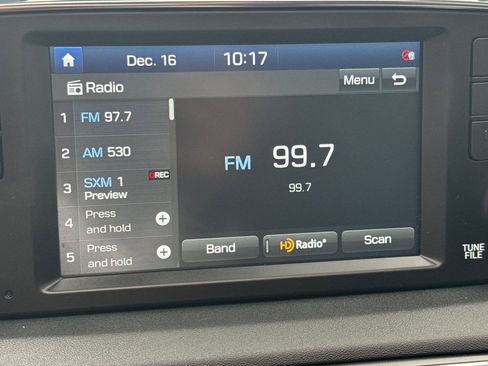 Dec. 16 10:17
Radio
Menu
1 FM 97.7
2 AM 530
3 SXM 1
REC
Preview
4 Press
and hold
5 Press
and hold
FM 99.7
99.7
Band
HD Radio®
Scan
TUNE
FILE